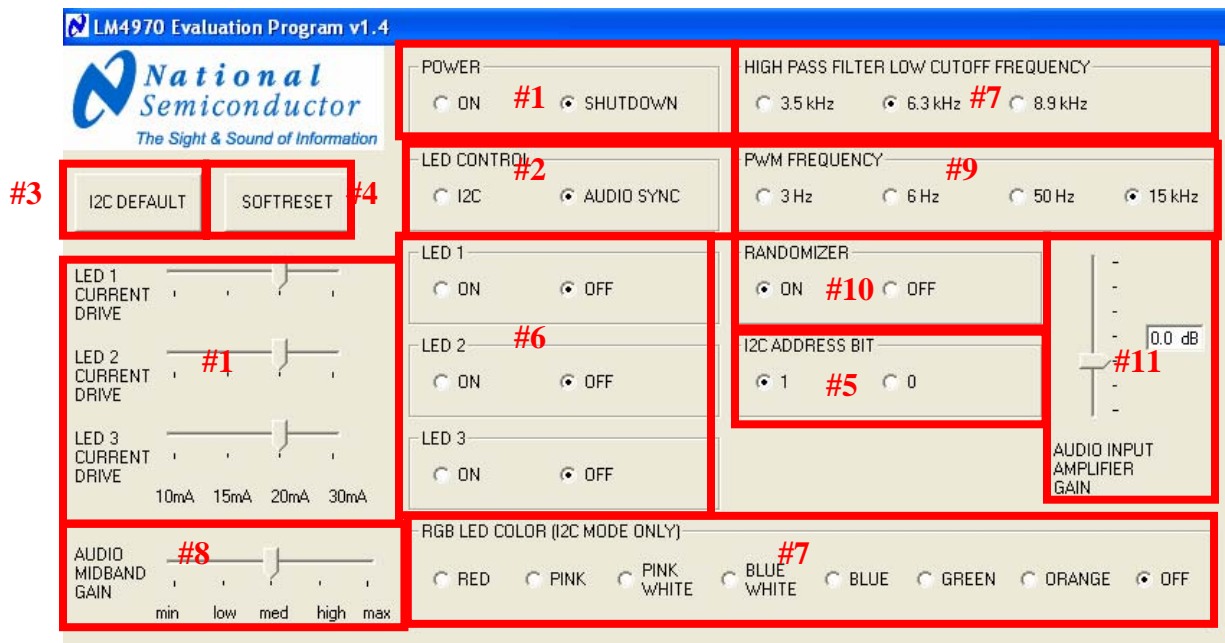 LM4970 Evaluation Program v1.4
National
Semiconductor
The Sight & Sound of Information
POWER
ON #1 SHUTDOWN
HIGH PASS FILTER LOW CUTOFF FREQUENCY
3.5 kHz 6.3 kHz #7 8.9 kHz
#3 I2C DEFAULT SOFTRESET #4
LED CONTROL
#2
I2C AUDIO SYNC
PWM FREQUENCY
#9
3 Hz 6 Hz 50 Hz 15 kHz
LED 1
CURRENT
DRIVE
LED 2
CURRENT
DRIVE
#1
LED 3
CURRENT
DRIVE
10mA 15mA 20mA 30mA
LED 1
ON OFF
#6
LED 2
ON OFF
LED 3
ON OFF
RANDOMIZER
ON #10 OFF
I2C ADDRESS BIT
1 #5 0
0.0 dB
#11
AUDIO INPUT
AMPLIFIER
GAIN
AUDIO
MIDBAND
GAIN
#8
min low med high max
RGB LED COLOR (I2C MODE ONLY)
#7
RED PINK PINK WHITE BLUE WHITE BLUE GREEN ORANGE OFF